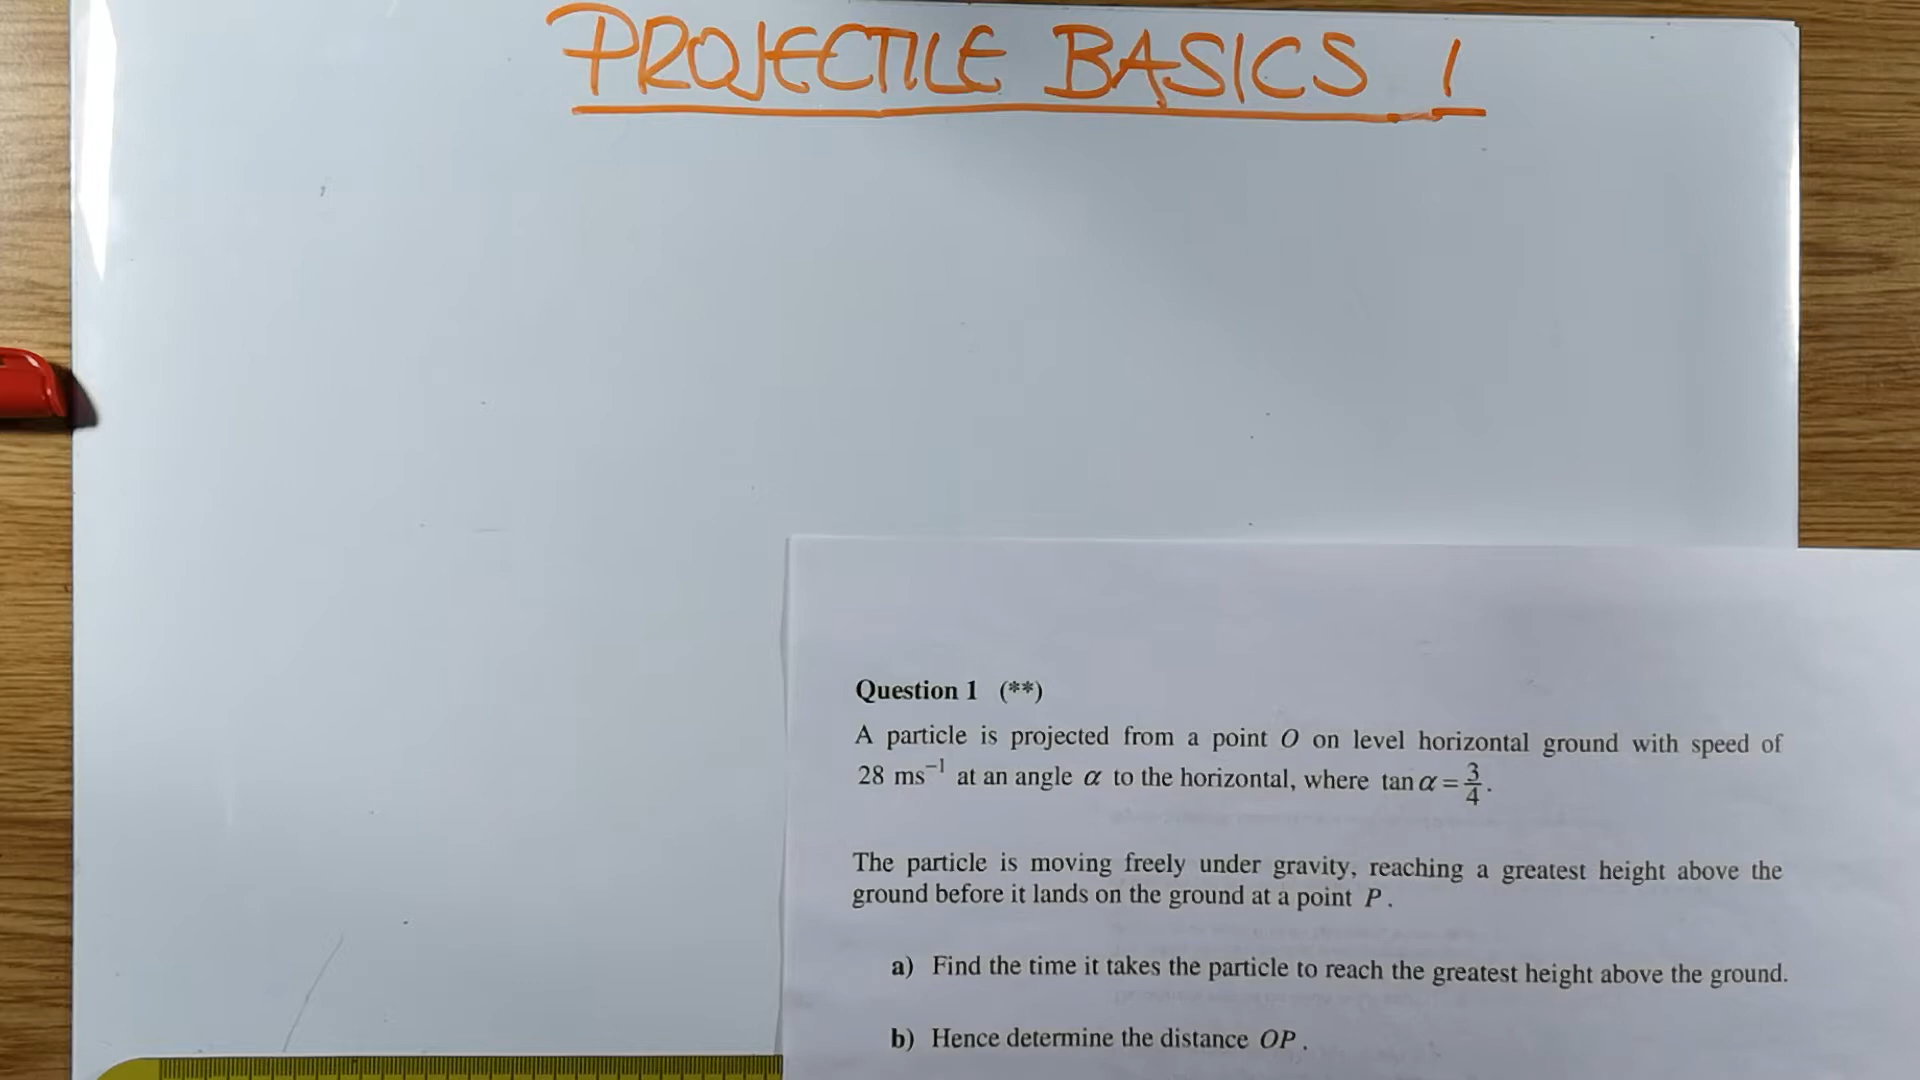 PROJECTILE BASICS 1
Question 1 (**)
A particle is projected from a point O on level horizontal ground with speed of
28 ms⁻¹ at an angle α to the horizontal, where tan α = 3/4.
The particle is moving freely under gravity, reaching a greatest height above the
ground before it lands on the ground at a point P.
a) Find the time it takes the particle to reach the greatest height above the ground.
b) Hence determine the distance OP.